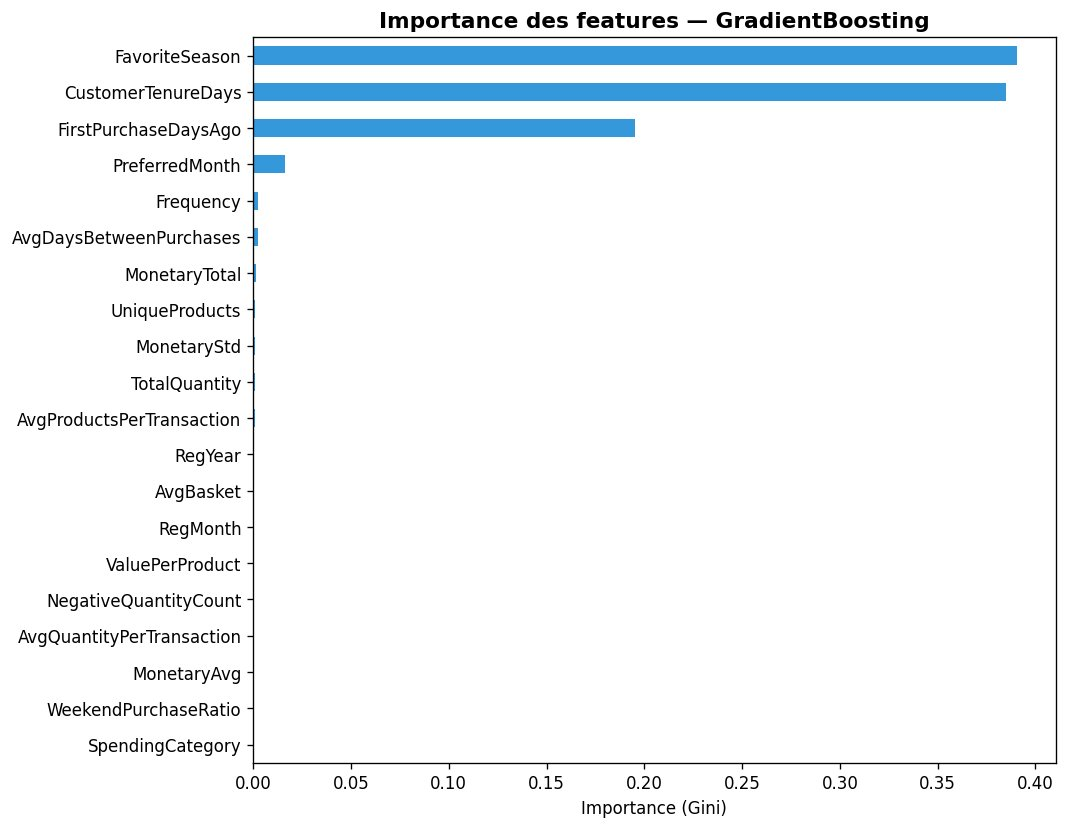 Importance des features — GradientBoosting
FavoriteSeason
CustomerTenureDays
FirstPurchaseDaysAgo
PreferredMonth
Frequency
AvgDaysBetweenPurchases
MonetaryTotal
UniqueProducts
MonetaryStd
TotalQuantity
AvgProductsPerTransaction
RegYear
AvgBasket
RegMonth
ValuePerProduct
NegativeQuantityCount
AvgQuantityPerTransaction
MonetaryAvg
WeekendPurchaseRatio
SpendingCategory
0.00 0.05 0.10 0.15 0.20 0.25 0.30 0.35 0.40
Importance (Gini)